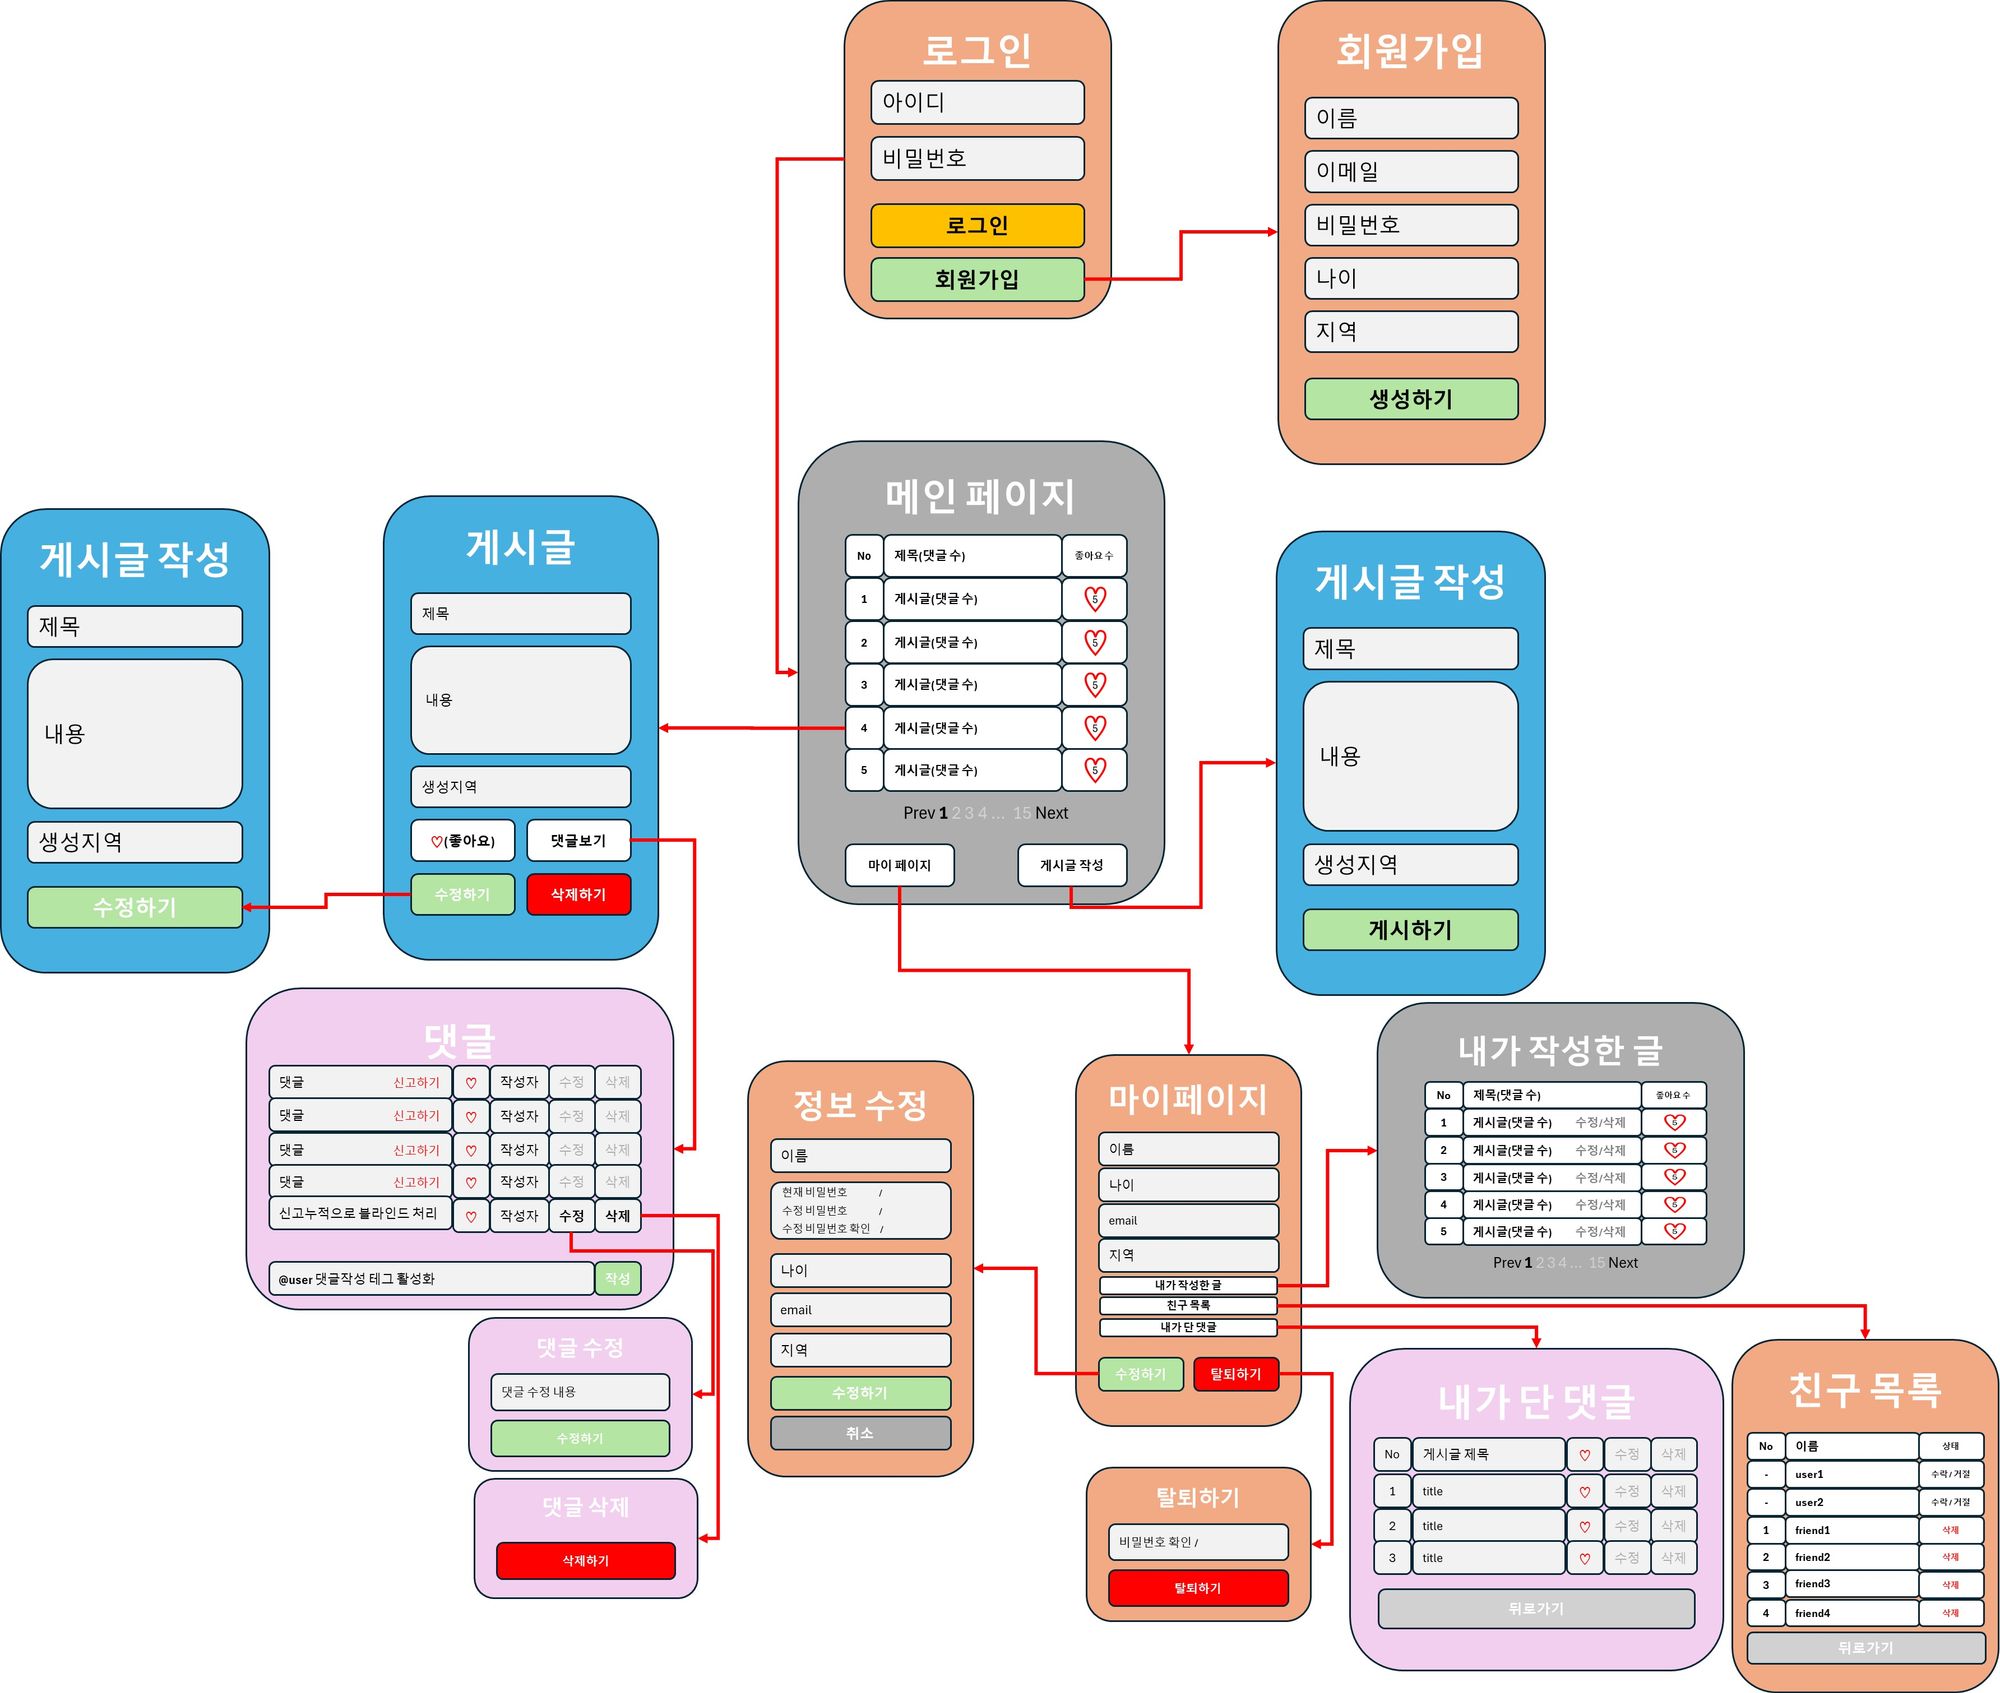 로그인
아이디
비밀번호
로그인
회원가입
회원가입
이름
이메일
비밀번호
나이
지역
생성하기
메인 페이지
No 제목(댓글 수) 좋아요 수
1 게시글(댓글 수) 5
2 게시글(댓글 수) 5
3 게시글(댓글 수) 5
4 게시글(댓글 수) 5
5 게시글(댓글 수) 5
Prev 1 2 3 4 ... 15 Next
마이 페이지 게시글 작성
게시글 작성
제목
내용
생성지역
수정하기
게시글
제목
내용
생성지역
♡(좋아요) 댓글보기
수정하기 삭제하기
게시글 작성
제목
내용
생성지역
게시하기
댓글
댓글 신고하기 ♡ 작성자 수정 삭제
댓글 신고하기 ♡ 작성자 수정 삭제
댓글 신고하기 ♡ 작성자 수정 삭제
댓글 신고하기 ♡ 작성자 수정 삭제
신고누적으로 블라인드 처리 ♡ 작성자 수정 삭제
@user 댓글작성 테그 활성화 작성
댓글 수정
댓글 수정 내용
수정하기
댓글 삭제
삭제하기
정보 수정
이름
현재 비밀번호 /
수정 비밀번호 /
수정 비밀번호 확인 /
나이
email
지역
수정하기
취소
마이페이지
이름
나이
email
지역
내가 작성한 글
친구 목록
내가 단 댓글
수정하기 탈퇴하기
탈퇴하기
비밀번호 확인 /
탈퇴하기
내가 작성한 글
No 제목(댓글 수) 좋아요 수
1 게시글(댓글 수) 수정/삭제 5
2 게시글(댓글 수) 수정/삭제 5
3 게시글(댓글 수) 수정/삭제 5
4 게시글(댓글 수) 수정/삭제 5
5 게시글(댓글 수) 수정/삭제 5
Prev 1 2 3 4 ... 15 Next
내가 단 댓글
No 게시글 제목 ♡ 수정 삭제
1 title ♡ 수정 삭제
2 title ♡ 수정 삭제
3 title ♡ 수정 삭제
뒤로가기
친구 목록
No 이름 상태
- user1 수락 / 거절
- user2 수락 / 거절
1 friend1 삭제
2 friend2 삭제
3 friend3 삭제
4 friend4 삭제
뒤로가기